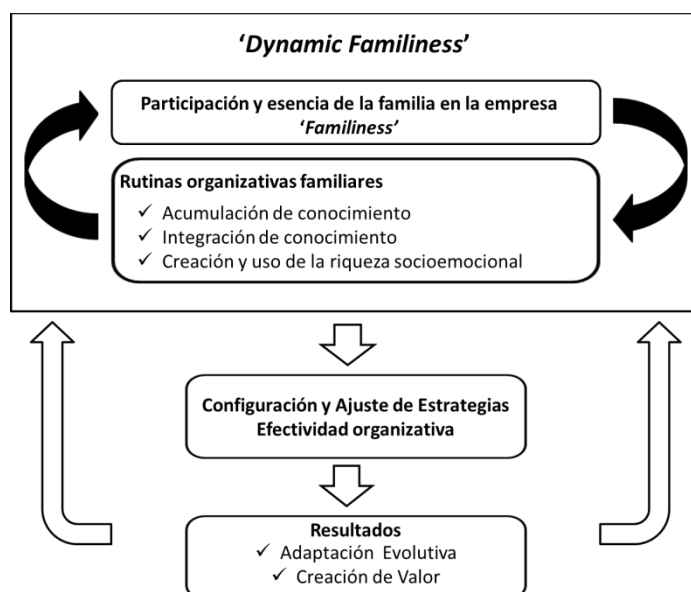 ‘Dynamic Familiness’
Participación y esencia de la familia en la empresa
‘Familiness’
Rutinas organizativas familiares
✓ Acumulación de conocimiento
✓ Integración de conocimiento
✓ Creación y uso de la riqueza socioemocional
Configuración y Ajuste de Estrategias
Efectividad organizativa
Resultados
✓ Adaptación Evolutiva
✓ Creación de Valor